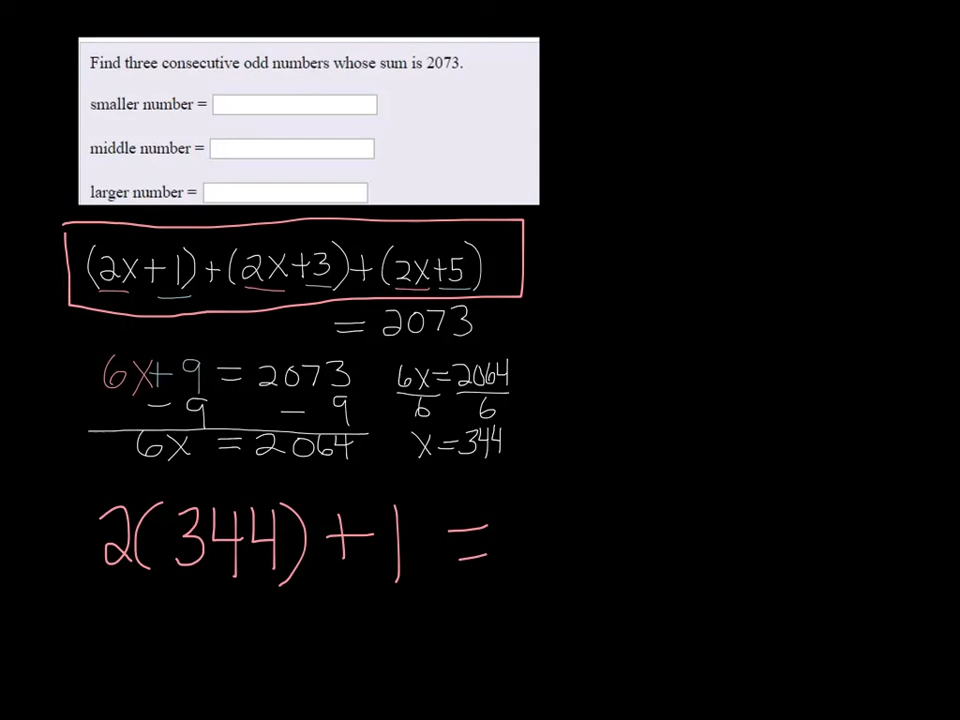 Find three consecutive odd numbers whose sum is 2073.
smaller number =
middle number =
larger number =
(2x+1)+(2x+3)+(2x+5)
= 2073
6x+9 = 2073
- 9 - 9
6x = 2064
6x=2064
6 6
x=344
2(344)+1 =